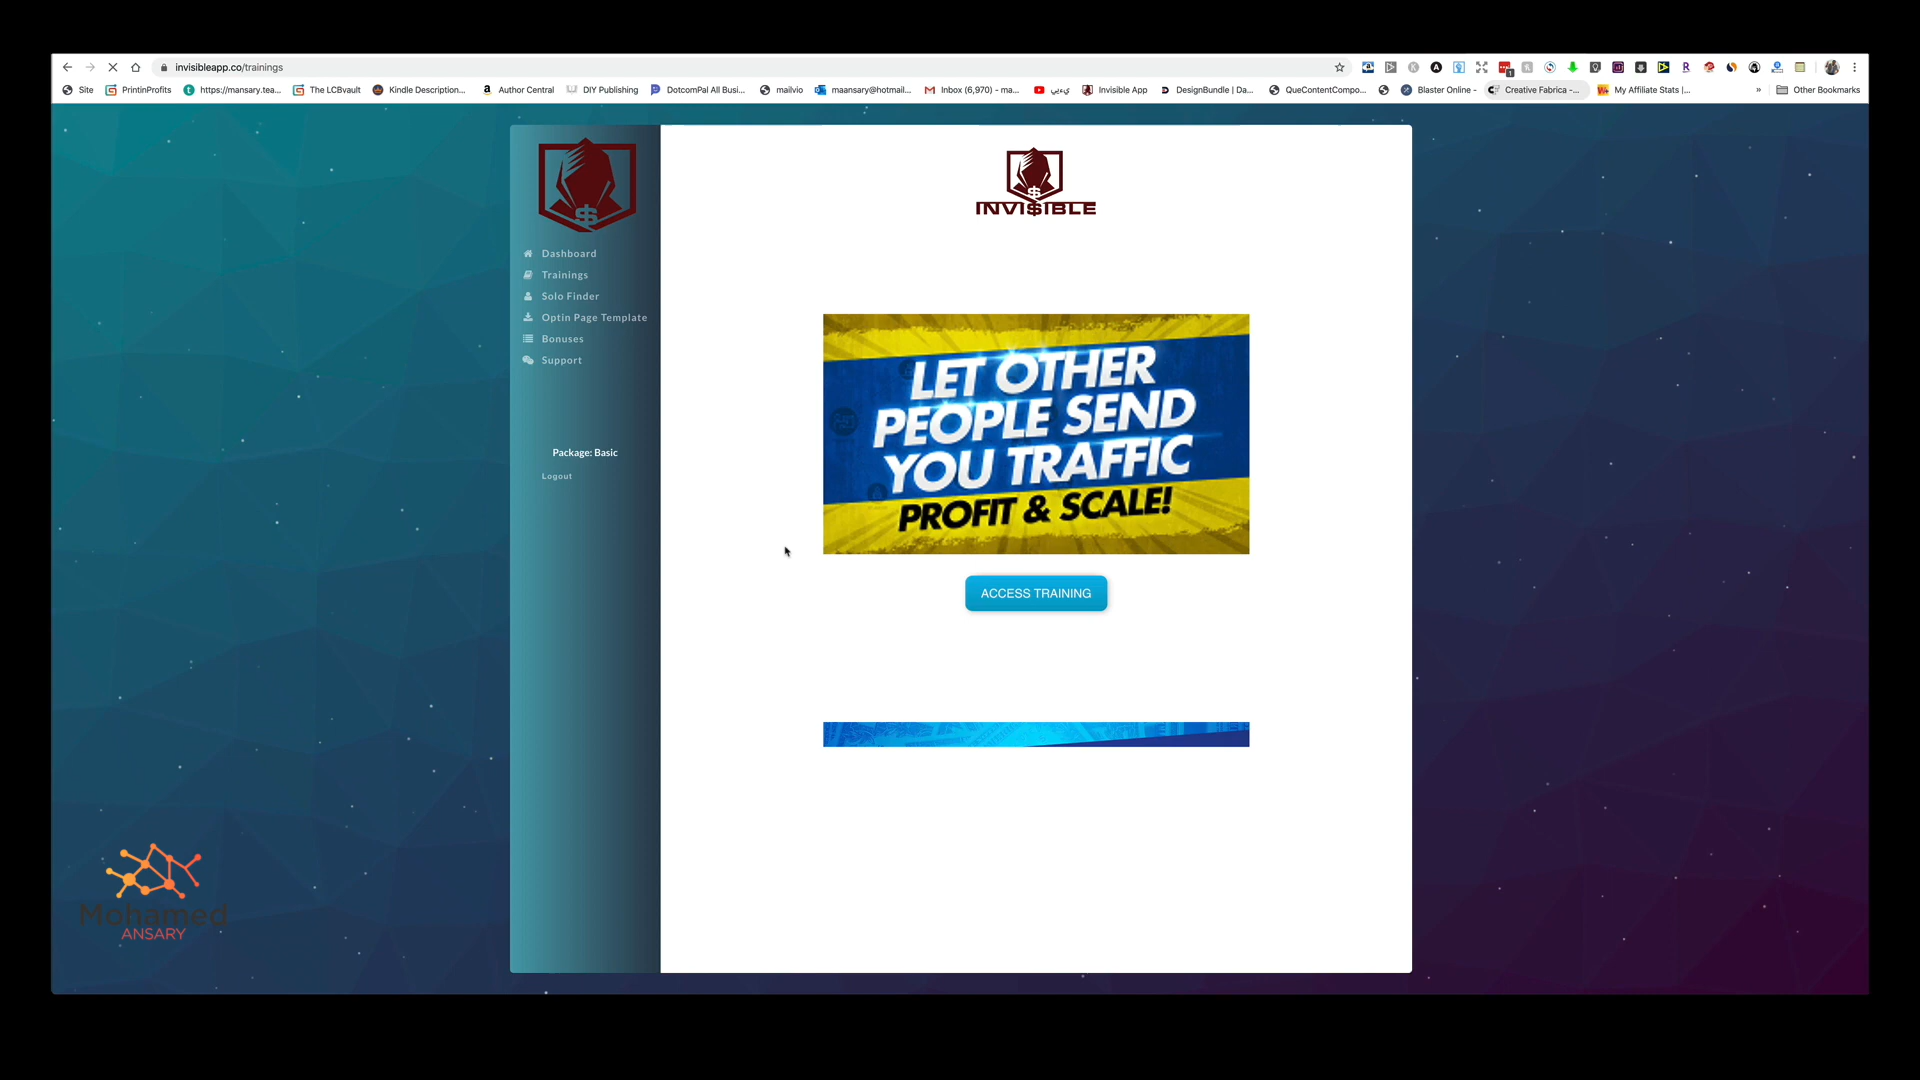 invisibleapp.co/trainings
Site PrintinProfits https://mansary.tea... The LCBvault Kindle Description... Author Central DIY Publishing DotcomPal All Busi... mailvio maansary@hotmail... Inbox (6,970) - ma... Invisible App DesignBundle | Da... QueContentCompo... Blaster Online - Creative Fabrica -... My Affiliate Stats |... » Other Bookmarks
INVI$IBLE
Dashboard
Trainings
Solo Finder
Optin Page Template
Bonuses
Support
Package: Basic
Logout
LET OTHER
PEOPLE SEND
YOU TRAFFIC
PROFIT & SCALE!
ACCESS TRAINING
Mohamed
ANSARY